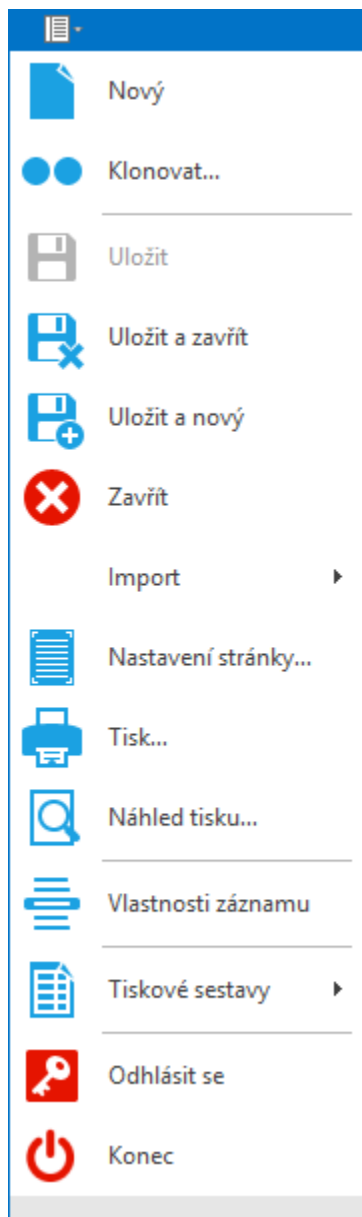 Nový
Klonovat...
Uložit
Uložit a zavřít
Uložit a nový
Zavřít
Import
Nastavení stránky...
Tisk...
Náhled tisku...
Vlastnosti záznamu
Tiskové sestavy
Odhlásit se
Konec